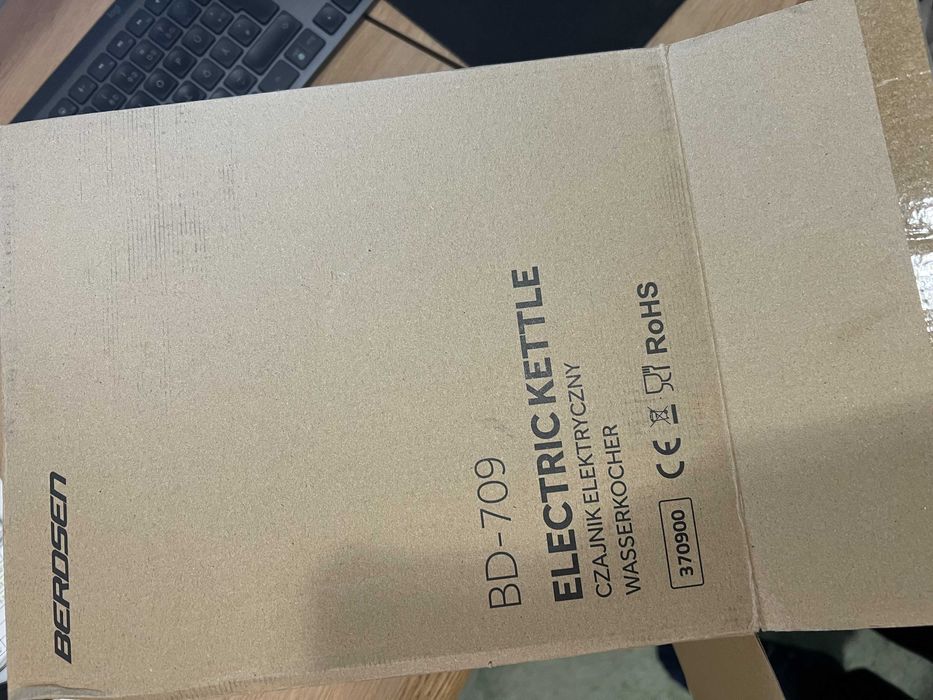 BERDSEN
BD-709
ELECTRIC KETTLE
CZAJNIK ELEKTRYCZNY
WASSERKOCHER
370900 CE RoHS